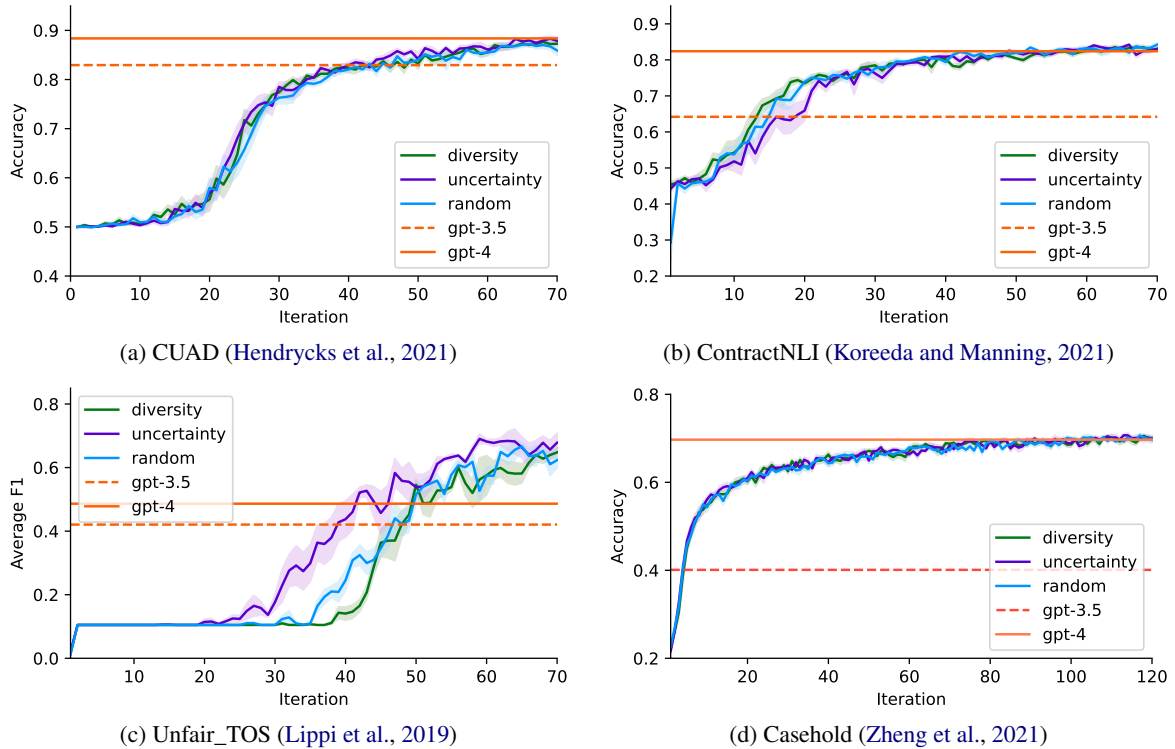 0.9
0.8
0.7
0.6
0.5
0.4
Accuracy
0 10 20 30 40 50 60 70
Iteration
diversity
uncertainty
random
gpt-3.5
gpt-4
(a) CUAD (Hendrycks et al., 2021)
0.9
0.8
0.7
0.6
0.5
0.4
0.3
0.2
Accuracy
10 20 30 40 50 60 70
Iteration
diversity
uncertainty
random
gpt-3.5
gpt-4
(b) ContractNLI (Koreeda and Manning, 2021)
0.8
0.6
0.4
0.2
0.0
Average F1
10 20 30 40 50 60 70
Iteration
diversity
uncertainty
random
gpt-3.5
gpt-4
(c) Unfair_TOS (Lippi et al., 2019)
0.8
0.6
0.4
0.2
Accuracy
20 40 60 80 100 120
Iteration
diversity
uncertainty
random
gpt-3.5
gpt-4
(d) Casehold (Zheng et al., 2021)